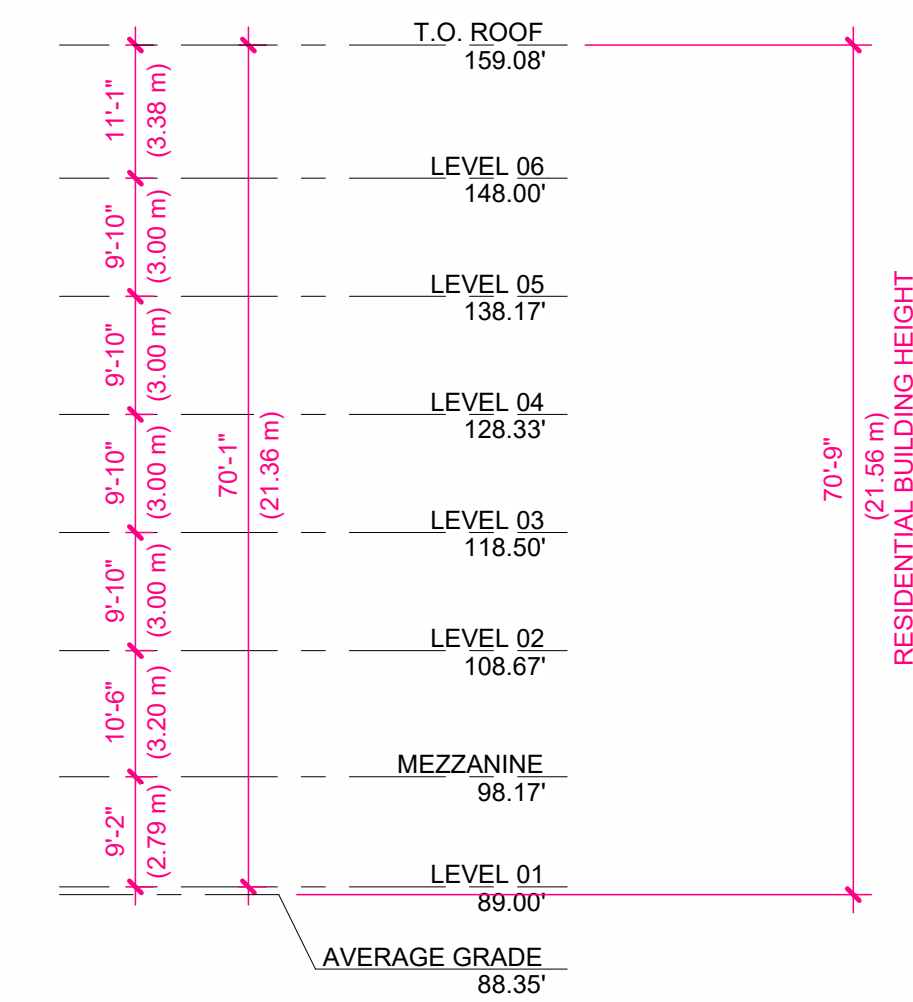 T.O. ROOF
159.08'
11'-1"
(3.38 m)
LEVEL 06
148.00'
9'-10"
(3.00 m)
LEVEL 05
138.17'
9'-10"
(3.00 m)
LEVEL 04
128.33'
9'-10"
(3.00 m)
LEVEL 03
118.50'
9'-10"
(3.00 m)
LEVEL 02
108.67'
10'-6"
(3.20 m)
MEZZANINE
98.17'
9'-2"
(2.79 m)
LEVEL 01
89.00'
AVERAGE GRADE
88.35'
70'-1"
(21.36 m)
70'-9"
(21.56 m)
RESIDENTIAL BUILDING HEIGHT